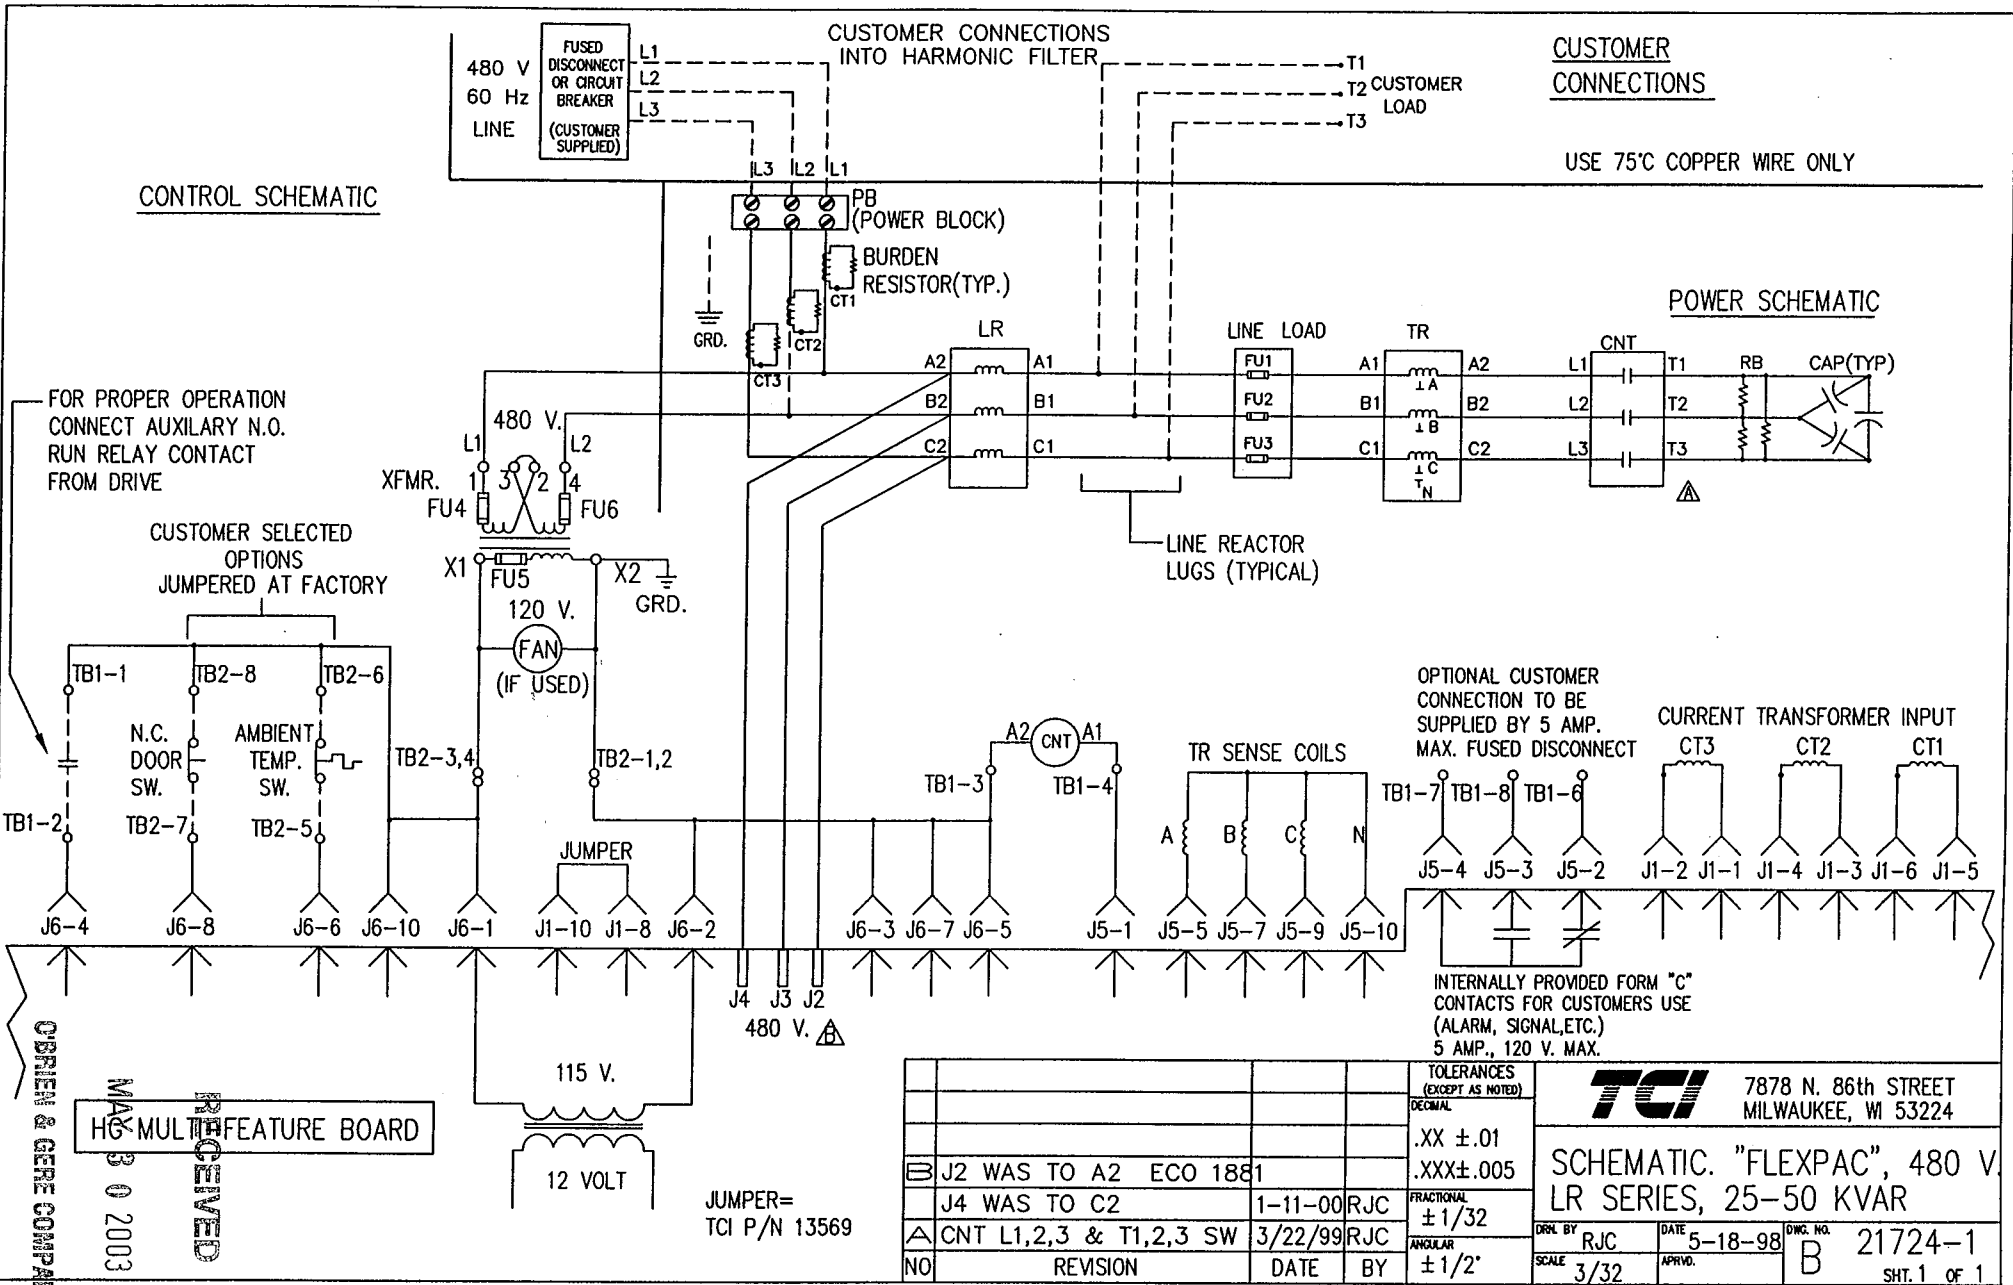 CUSTOMER CONNECTIONS
INTO HARMONIC FILTER
CUSTOMER
CONNECTIONS
480 V
60 Hz
LINE
FUSED
DISCONNECT
OR CIRCUIT
BREAKER
(CUSTOMER
SUPPLIED)
L1
L2
L3
T1
T2 CUSTOMER
LOAD
T3
USE 75°C COPPER WIRE ONLY
CONTROL SCHEMATIC
L3 L2 L1
PB
(POWER BLOCK)
BURDEN
RESISTOR(TYP.)
CT1
CT2
CT3
GRD.
POWER SCHEMATIC
LR
A2 A1
B2 B1
C2 C1
LINE LOAD
FU1
FU2
FU3
TR
A1 A2
B1 B2
C1 C2
⊥A
⊥B
⊥C
N
CNT
L1 T1
L2 T2
L3 T3
RB
CAP(TYP)
A
LINE REACTOR
LUGS (TYPICAL)
FOR PROPER OPERATION
CONNECT AUXILARY N.O.
RUN RELAY CONTACT
FROM DRIVE
480 V.
L1 L2
XFMR.
1 3 2 4
FU4 FU6
X1 FU5 X2
GRD.
120 V.
FAN
(IF USED)
CUSTOMER SELECTED
OPTIONS
JUMPERED AT FACTORY
TB1-1
TB2-8
TB2-6
N.C.
DOOR
SW.
AMBIENT
TEMP.
SW.
TB1-2
TB2-7
TB2-5
TB2-3,4
TB2-1,2
JUMPER
A2 CNT A1
TB1-3
TB1-4
TR SENSE COILS
A B C N
OPTIONAL CUSTOMER
CONNECTION TO BE
SUPPLIED BY 5 AMP.
MAX. FUSED DISCONNECT
TB1-7 TB1-8 TB1-6
CURRENT TRANSFORMER INPUT
CT3 CT2 CT1
J5-4 J5-3 J5-2 J1-2 J1-1 J1-4 J1-3 J1-6 J1-5
J6-4 J6-8 J6-6 J6-10 J6-1 J1-10 J1-8 J6-2 J6-3 J6-7 J6-5 J5-1 J5-5 J5-7 J5-9 J5-10
J4 J3 J2
480 V. B
INTERNALLY PROVIDED FORM "C"
CONTACTS FOR CUSTOMERS USE
(ALARM, SIGNAL,ETC.)
5 AMP., 120 V. MAX.
115 V.
12 VOLT
HG MULTI-FEATURE BOARD
RECEIVED
MAY 3 0 2003
O'BRIEN & GERE
JUMPER=
TCI P/N 13569
B J2 WAS TO A2 ECO 1881
J4 WAS TO C2 1-11-00 RJC
A CNT L1,2,3 & T1,2,3 SW 3/22/99 RJC
NO REVISION DATE BY
TOLERANCES
(EXCEPT AS NOTED)
DECIMAL
.XX ±.01
.XXX±.005
FRACTIONAL
±1/32
ANGULAR
±1/2°
TCI
7878 N. 86th STREET
MILWAUKEE, WI 53224
SCHEMATIC. "FLEXPAC", 480 V.
LR SERIES, 25-50 KVAR
DRN. BY RJC
DATE 5-18-98
DWG. NO. B 21724-1
SCALE 3/32
APRVD.
SHT. 1 OF 1